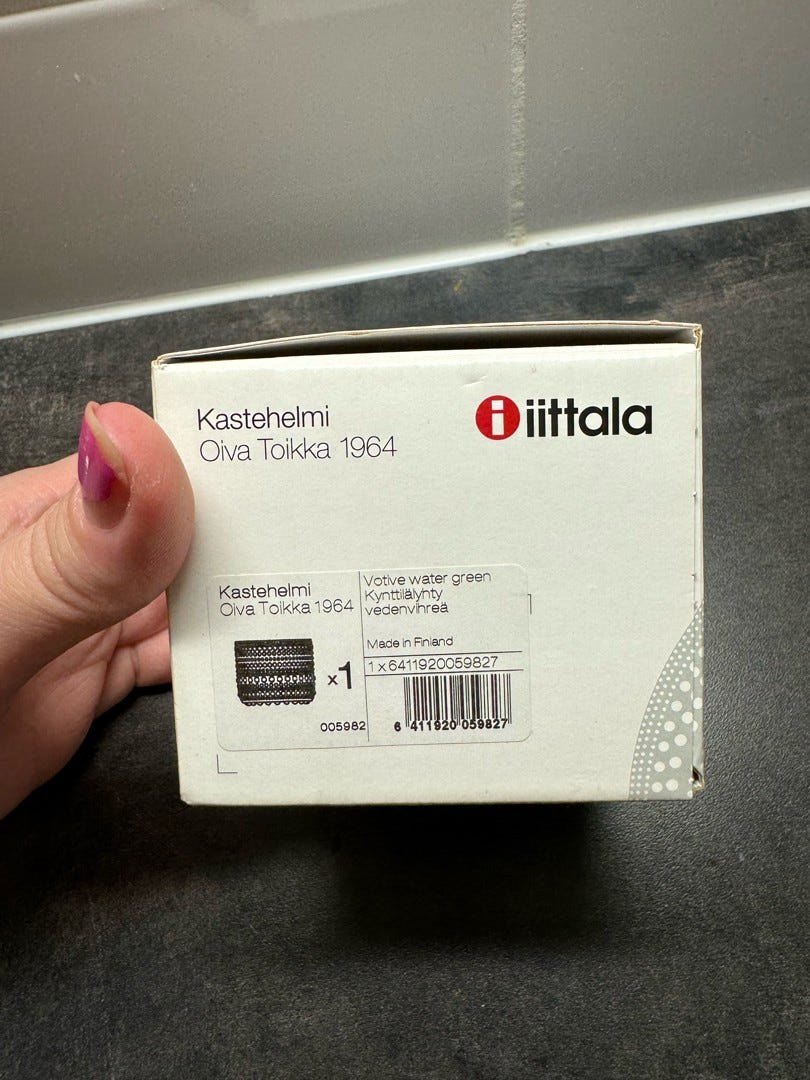 Kastehelmi
Oiva Toikka 1964
i iittala
Kastehelmi
Oiva Toikka 1964
x1
005982
Votive water green
Kynttilälyhty
vedenvihreä
Made in Finland
1 x 6411920059827
6 411920 059827